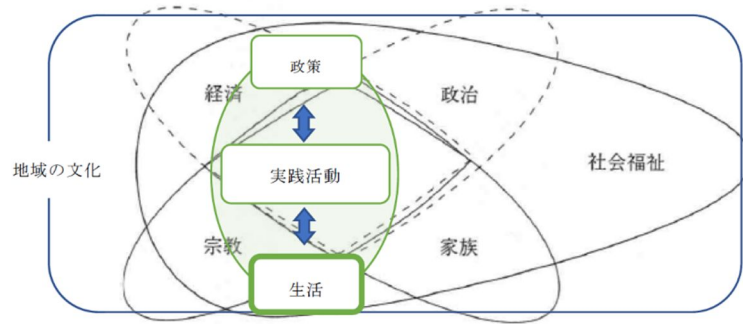 政策
経済
政治
地域の文化
実践活動
社会福祉
宗教
家族
生活